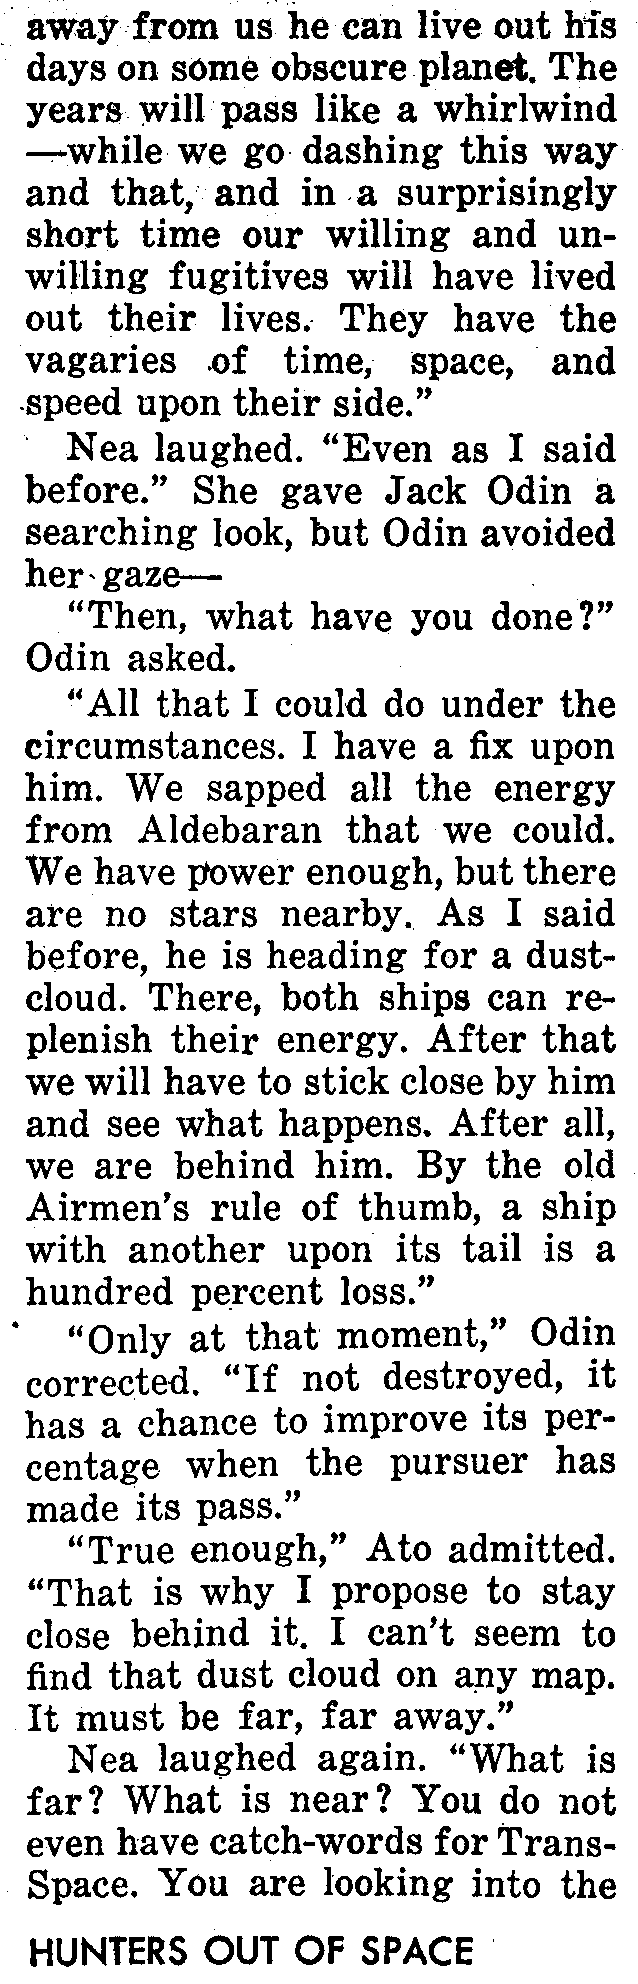 away from us he can live out his
days on some obscure planet. The
years will pass like a whirlwind
—while we go dashing this way
and that, and in a surprisingly
short time our willing and un-
willing fugitives will have lived
out their lives. They have the
vagaries of time, space, and
speed upon their side.”
Nea laughed. “Even as I said
before.” She gave Jack Odin a
searching look, but Odin avoided
her gaze—
“Then, what have you done?”
Odin asked.
“All that I could do under the
circumstances. I have a fix upon
him. We sapped all the energy
from Aldebaran that we could.
We have power enough, but there
are no stars nearby. As I said
before, he is heading for a dust-
cloud. There, both ships can re-
plenish their energy. After that
we will have to stick close by him
and see what happens. After all,
we are behind him. By the old
Airmen’s rule of thumb, a ship
with another upon its tail is a
hundred percent loss.”
“Only at that moment,” Odin
corrected. “If not destroyed, it
has a chance to improve its per-
centage when the pursuer has
made its pass.”
“True enough,” Ato admitted.
“That is why I propose to stay
close behind it. I can’t seem to
find that dust cloud on any map.
It must be far, far away.”
Nea laughed again. “What is
far? What is near? You do not
even have catch-words for Trans-
Space. You are looking into the
HUNTERS OUT OF SPACE